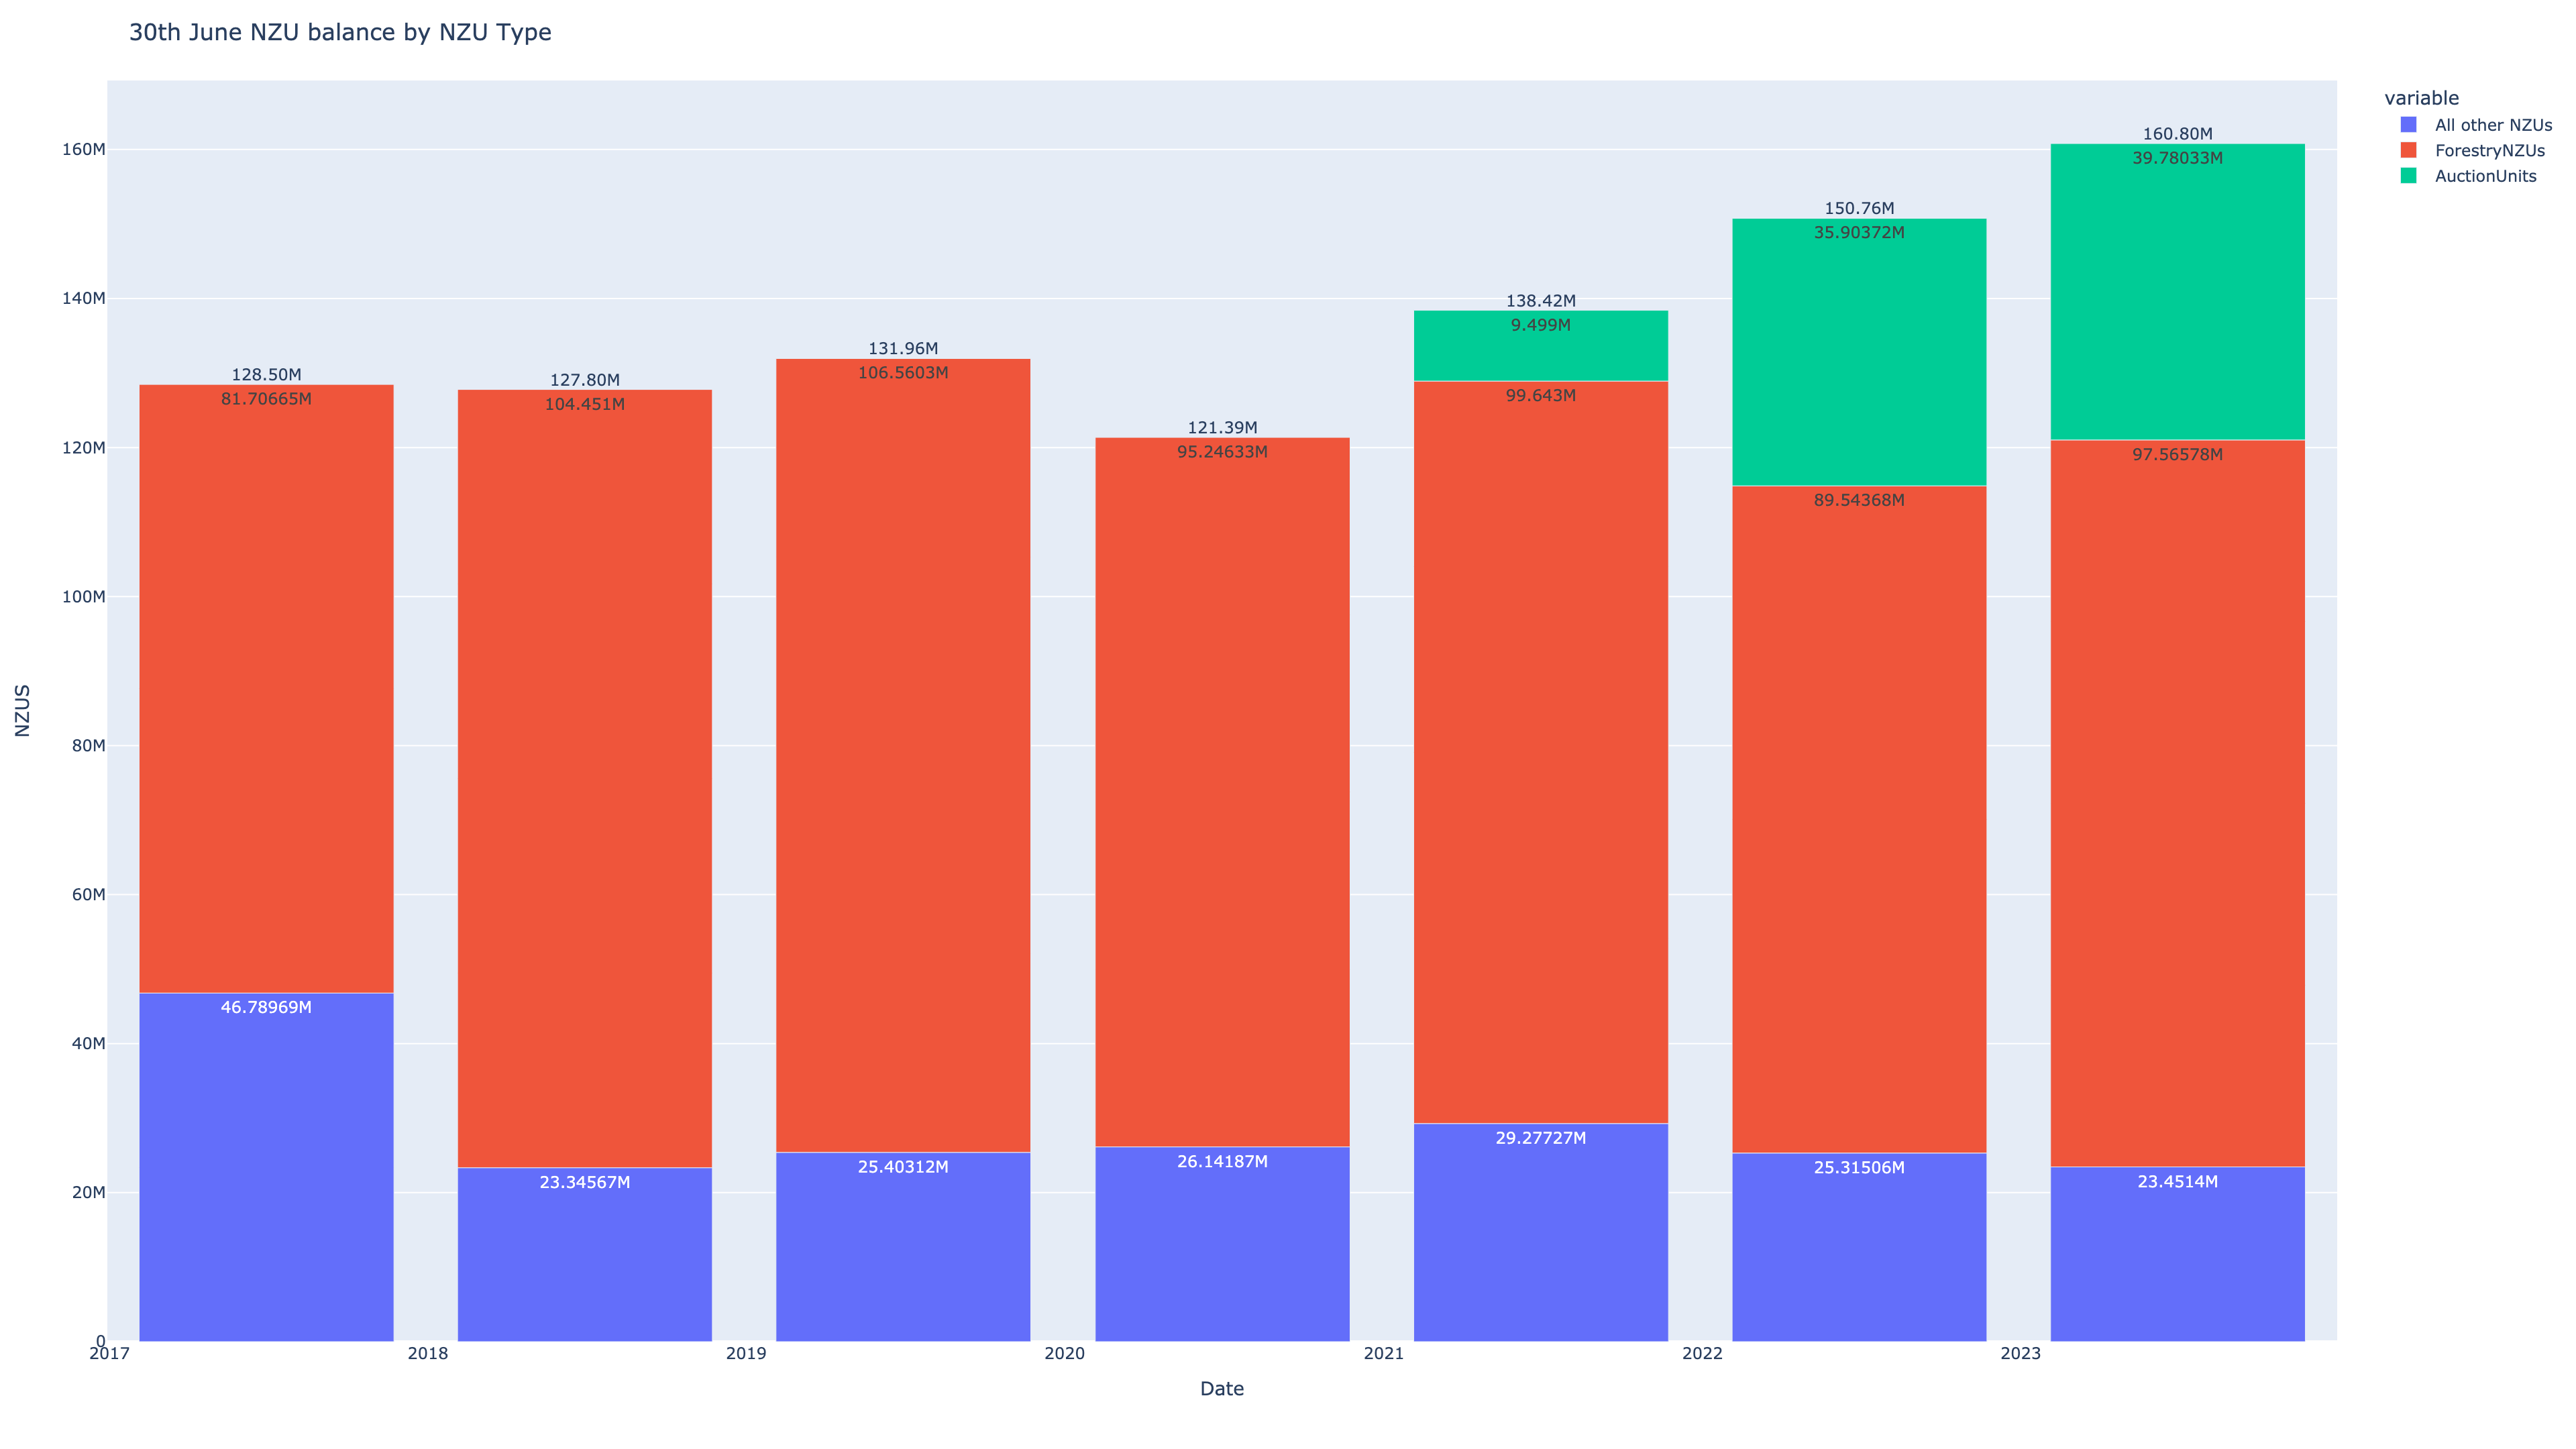 30th June NZU balance by NZU Type
variable
All other NZUs
ForestryNZUs
AuctionUnits
NZUS
160M
140M
120M
100M
80M
60M
40M
20M
0
128.50M
81.70665M
46.78969M
127.80M
104.451M
23.34567M
131.96M
106.5603M
25.40312M
121.39M
95.24633M
26.14187M
138.42M
9.499M
99.643M
29.27727M
150.76M
35.90372M
89.54368M
25.31506M
160.80M
39.78033M
97.56578M
23.4514M
2017
2018
2019
2020
2021
2022
2023
Date